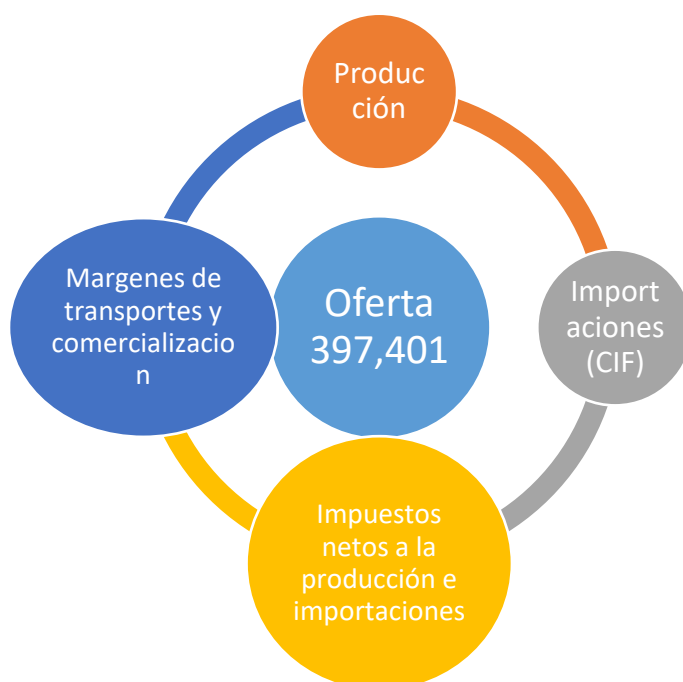 Produc
ción
Import
aciones
(CIF)
Impuestos
netos a la
producción e
importaciones
Margenes de
transportes y
comercializacio
n
Oferta
397,401